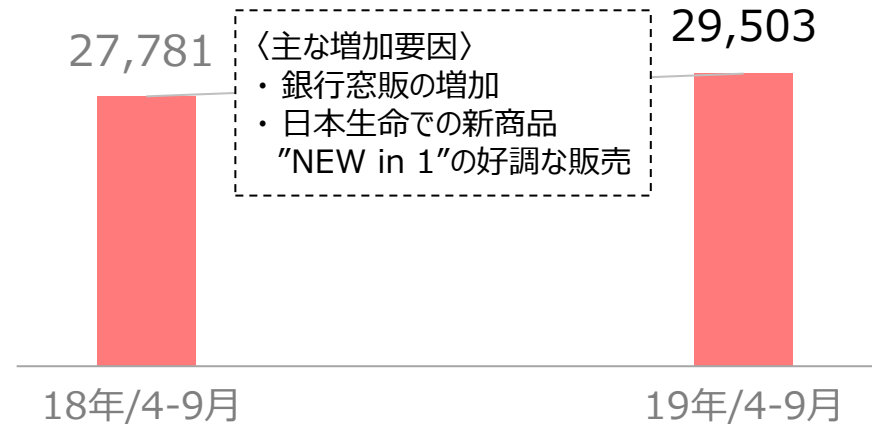 27,781
〈主な増加要因〉
・ 銀行窓販の増加
・ 日本生命での新商品
”NEW in 1”の好調な販売
29,503
18年/4-9月
19年/4-9月